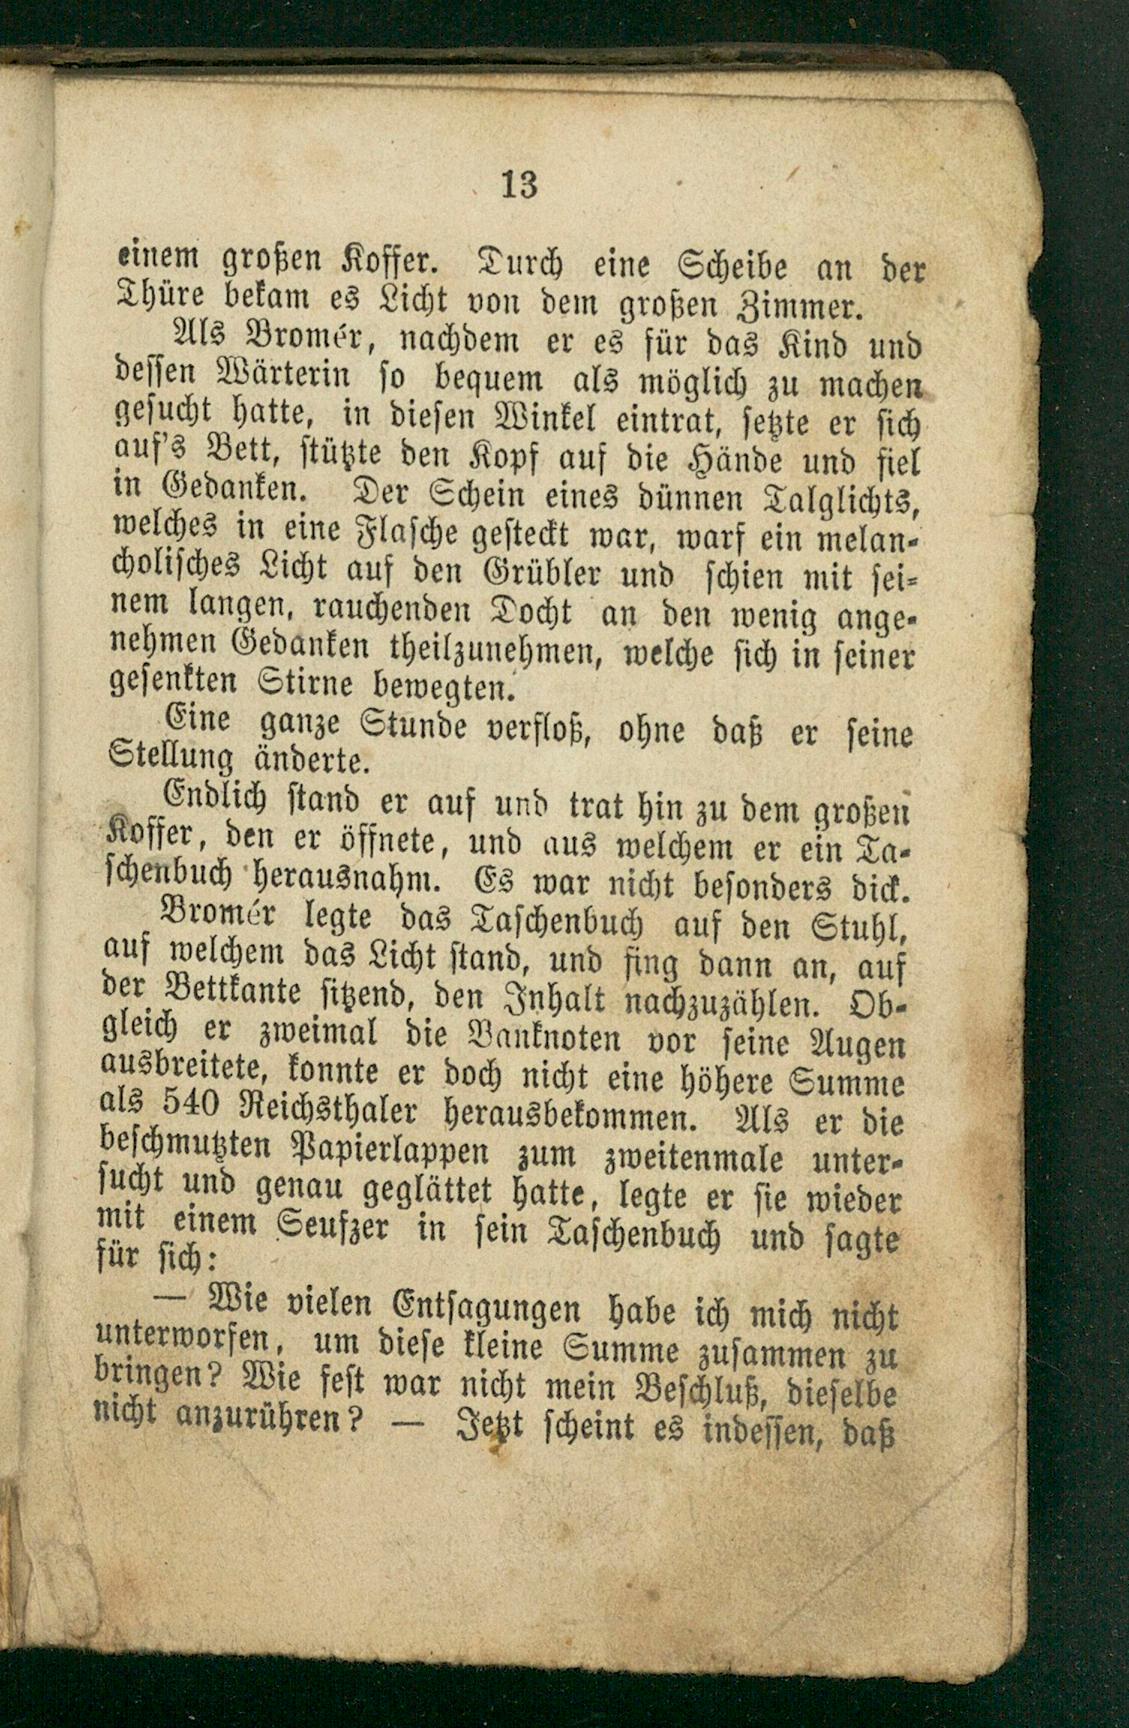 13
einem großen Koffer. Durch eine Scheibe an der
Thüre bekam es Licht von dem großen Zimmer.
Als Bromér, nachdem er es für das Kind und
dessen Wärterin so bequem als möglich zu machen
gesucht hatte, in diesen Winkel eintrat, setzte er sich
auf's Bett, stützte den Kopf auf die Hände und fiel
in Gedanken. Der Schein eines dünnen Talglichts,
welches in eine Flasche gesteckt war, warf ein melan-
cholisches Licht auf den Grübler und schien mit sei-
nem langen, rauchenden Docht an den wenig ange-
nehmen Gedanken theilzunehmen, welche sich in seiner
gesenkten Stirne bewegten.
Eine ganze Stunde verfloß, ohne daß er seine
Stellung änderte.
Endlich stand er auf und trat hin zu dem großen
Koffer, den er öffnete, und aus welchem er ein Ta-
schenbuch herausnahm. Es war nicht besonders dick.
Bromér legte das Taschenbuch auf den Stuhl,
auf welchem das Licht stand, und fing dann an, auf
der Bettkante sitzend, den Inhalt nachzuzählen. Ob-
gleich er zweimal die Banknoten vor seine Augen
ausbreitete, konnte er doch nicht eine höhere Summe
als 540 Reichsthaler herausbekommen. Als er die
beschmutzten Papierlappen zum zweitenmale unter-
sucht und genau geglättet hatte, legte er sie wieder
mit einem Seufzer in sein Taschenbuch und sagte
für sich:
— Wie vielen Entsagungen habe ich mich nicht
unterworfen, um diese kleine Summe zusammen zu
bringen? Wie fest war nicht mein Beschluß, dieselbe
nicht anzurühren? — Jetzt scheint es indessen, daß